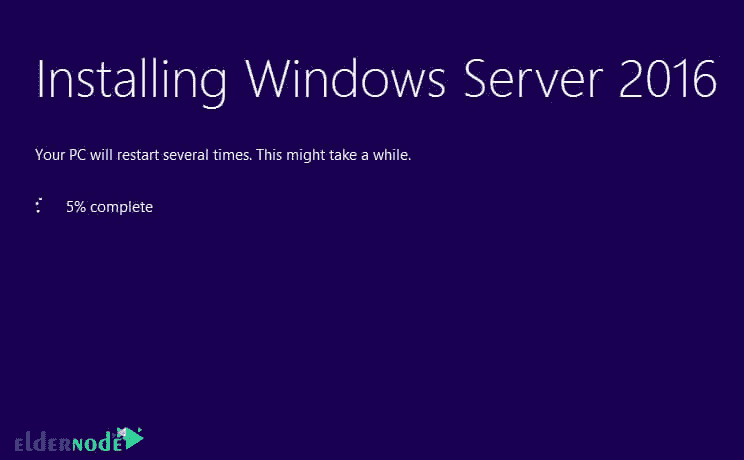 Installing Windows Server 2016
Your PC will restart several times. This might take a while.
5% complete
eldernode